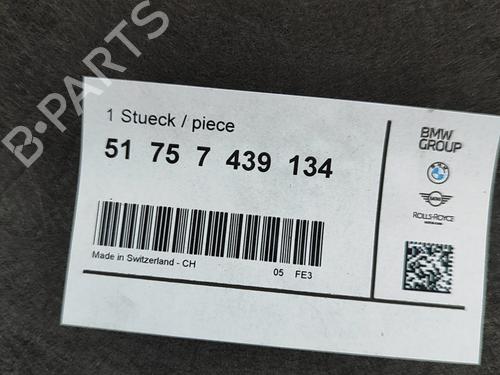 B-PARTS
1 Stueck / piece
51 75 7 439 134
Made in Switzerland - CH
05 FE3
BMW
GROUP
ROLLS-ROYCE